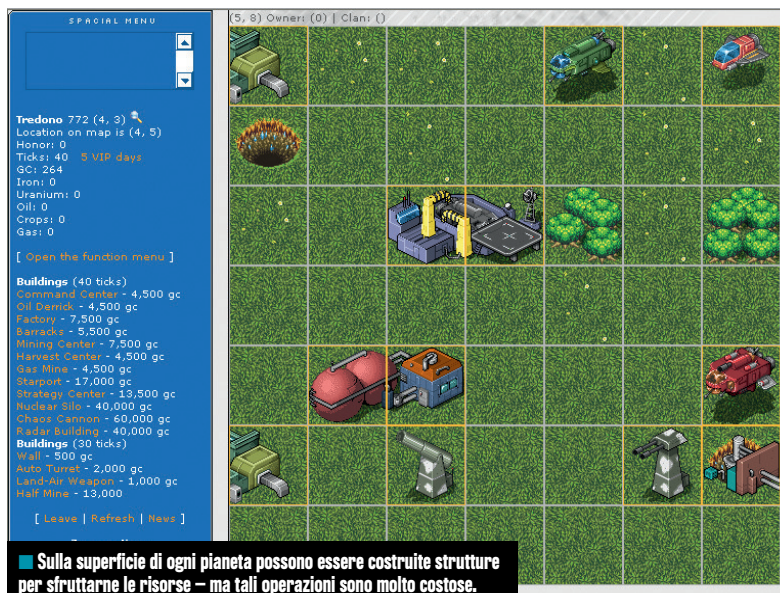 SPACIAL MENU
(5, 8) Owner: (0) | Clan: ()
Tredono 772 (4, 3)
Location on map is (4, 5)
Honor: 0
Ticks: 40 5 VIP days
GC: 264
Iron: 0
Uranium: 0
Oil: 0
Crops: 0
Gas: 0
[ Open the function menu ]
Buildings (40 ticks)
Command Center - 4,500 gc
Oil Derrick - 4,500 gc
Factory - 7,500 gc
Barracks - 5,500 gc
Mining Center - 7,500 gc
Harvest Center - 4,500 gc
Gas Mine - 4,500 gc
Starport - 17,000 gc
Strategy Center - 13,500 gc
Nuclear Silo - 40,000 gc
Chaos Cannon - 60,000 gc
Radar Building - 40,000 gc
Buildings (30 ticks)
Wall - 500 gc
Auto Turret - 2,000 gc
Land-Air Weapon - 1,000 gc
Half Mine - 13,000
[ Leave | Refresh | News ]
Sulla superficie di ogni pianeta possono essere costruite strutture
per sfruttarne le risorse – ma tali operazioni sono molto costose.